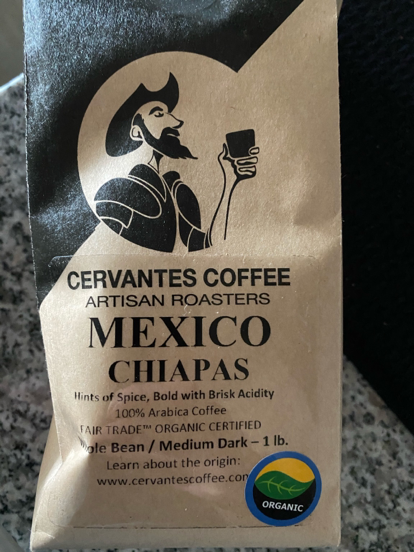 CERVANTES COFFEE
ARTISAN ROASTERS
MEXICO
CHIAPAS
Hints of Spice, Bold with Brisk Acidity
100% Arabica Coffee
FAIR TRADE™ ORGANIC CERTIFIED
Whole Bean / Medium Dark – 1 lb.
Learn about the origin:
www.cervantescoffee.com
ORGANIC